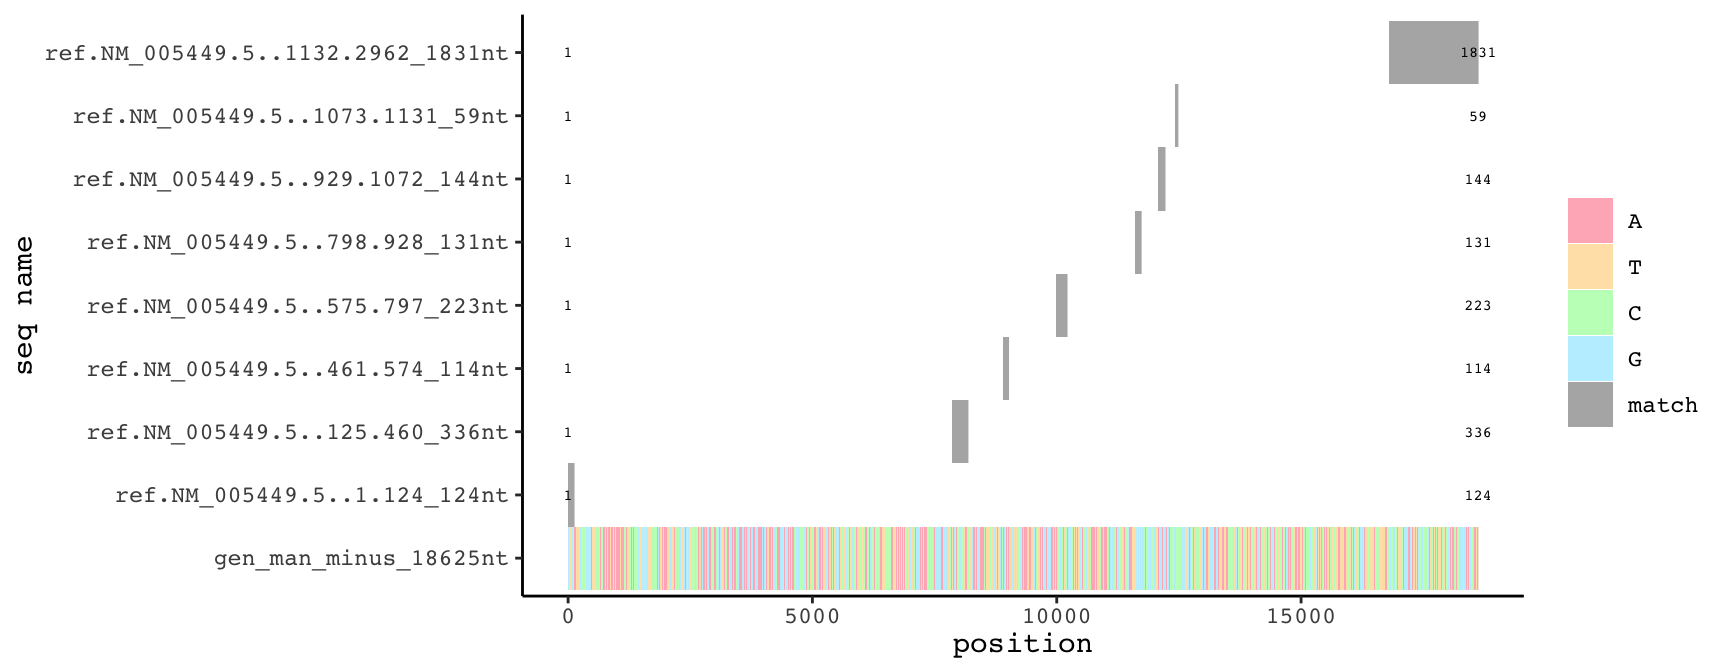 seq name
ref.NM_005449.5..1132.2962_1831nt 1 1831
ref.NM_005449.5..1073.1131_59nt 1 59
ref.NM_005449.5..929.1072_144nt 1 144
ref.NM_005449.5..798.928_131nt 1 131
ref.NM_005449.5..575.797_223nt 1 223
ref.NM_005449.5..461.574_114nt 1 114
ref.NM_005449.5..125.460_336nt 1 336
ref.NM_005449.5..1.124_124nt 1 124
gen_man_minus_18625nt
0 5000 10000 15000
position
A
T
C
G
match